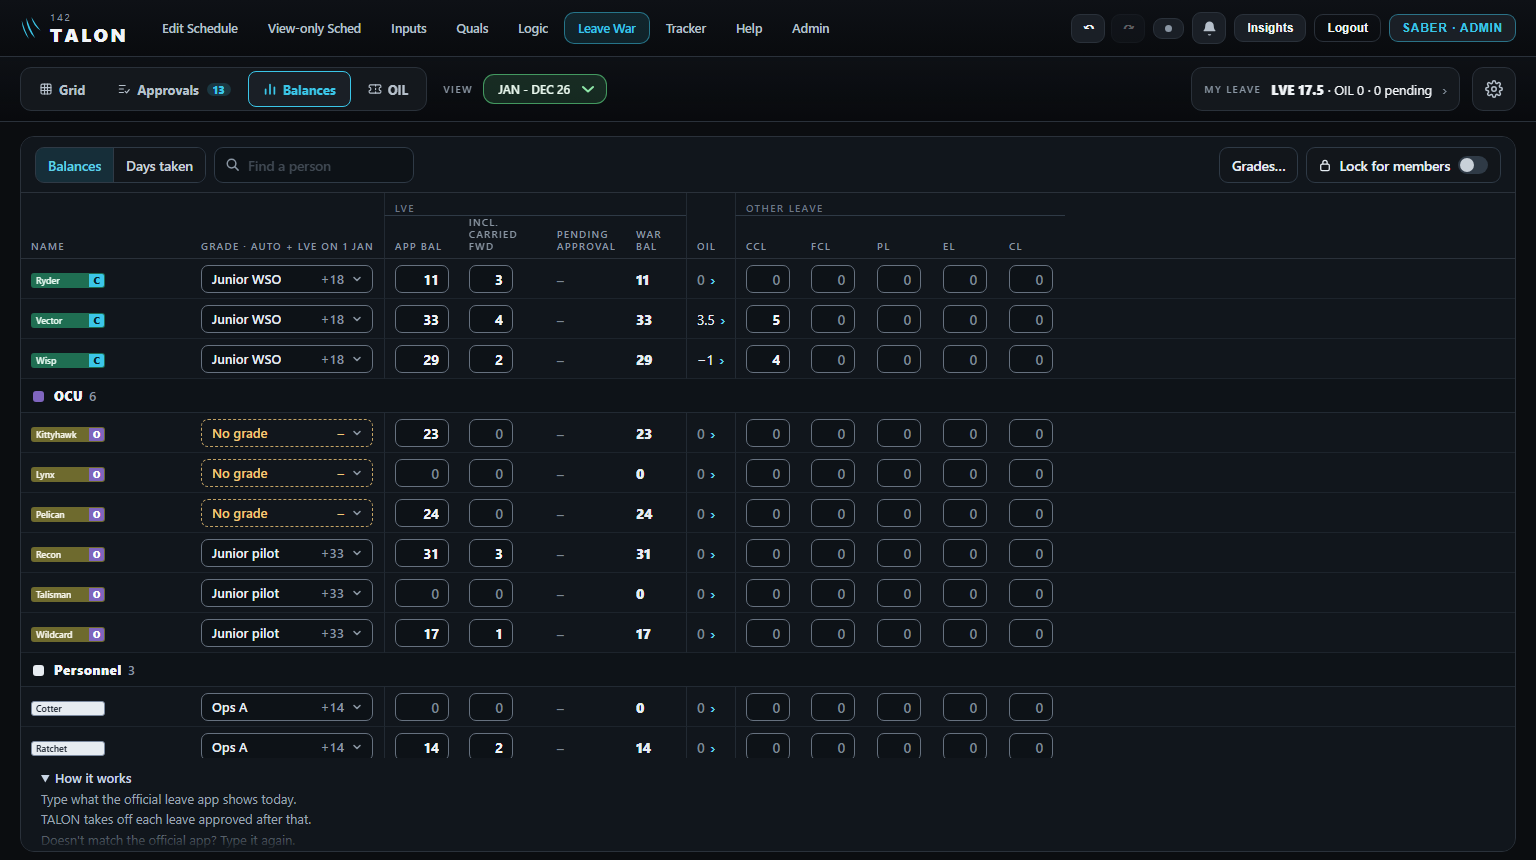 142
TALON
Edit Schedule
View-only Sched
Inputs
Quals
Logic
Leave War
Tracker
Help
Admin
Insights
Logout
SABER · ADMIN
Grid
Approvals 13
Balances
OIL
VIEW
JAN - DEC 26
MY LEAVE LVE 17.5 · OIL 0 · 0 pending ›
Balances
Days taken
Find a person
Grades...
Lock for members
LVE
OTHER LEAVE
NAME
GRADE · AUTO + LVE ON 1 JAN
APP BAL
INCL. CARRIED FWD
PENDING APPROVAL
WAR BAL
OIL
CCL
FCL
PL
EL
CL
Ryder C Junior WSO +18 11 3 – 11 0 › 0 0 0 0 0
Vector C Junior WSO +18 33 4 – 33 3.5 › 5 0 0 0 0
Wisp C Junior WSO +18 29 2 – 29 −1 › 4 0 0 0 0
OCU 6
Kittyhawk O No grade – 23 0 – 23 0 › 0 0 0 0 0
Lynx O No grade – 0 0 – 0 0 › 0 0 0 0 0
Pelican O No grade – 24 0 – 24 0 › 0 0 0 0 0
Recon O Junior pilot +33 31 3 – 31 0 › 0 0 0 0 0
Talisman O Junior pilot +33 0 0 – 0 0 › 0 0 0 0 0
Wildcard O Junior pilot +33 17 1 – 17 0 › 0 0 0 0 0
Personnel 3
Cotter Ops A +14 0 0 – 0 0 › 0 0 0 0 0
Ratchet Ops A +14 14 2 – 14 0 › 0 0 0 0 0
▼ How it works
Type what the official leave app shows today.
TALON takes off each leave approved after that.
Doesn't match the official app? Type it again.